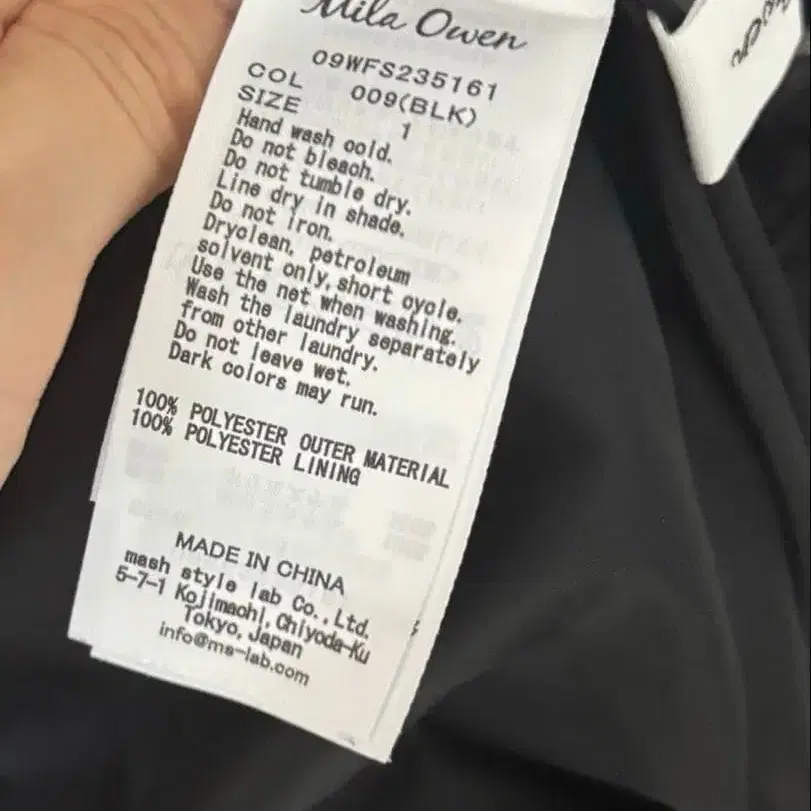 Mila Owen
09WFS235161
COL 009(BLK)
SIZE 1
Hand wash cold.
Do not bleach.
Do not tumble dry.
Line dry in shade.
Do not iron.
Dryclean, petroleum
solvent only, short cycle.
Use the net when washing.
Wash the laundry separately
from other laundry.
Do not leave wet.
Dark colors may run.
100% POLYESTER OUTER MATERIAL
100% POLYESTER LINING
MADE IN CHINA
mash style lab Co., Ltd.
5-7-1 Kojimachi, Chiyoda-Ku
Tokyo, Japan
info@ms-lab.com